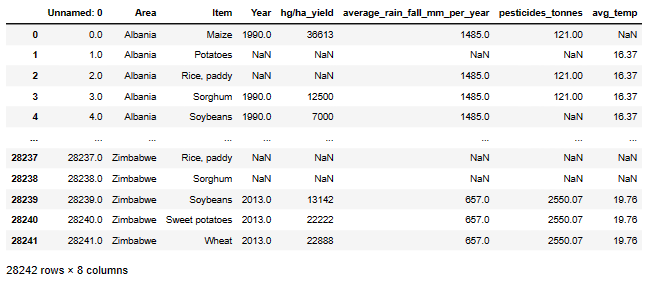 Unnamed: 0 Area Item Year hg/ha_yield average_rain_fall_mm_per_year pesticides_tonnes avg_temp
0 0.0 Albania Maize 1990.0 36613 1485.0 121.00 NaN
1 1.0 Albania Potatoes NaN NaN NaN NaN 16.37
2 2.0 Albania Rice, paddy NaN NaN 1485.0 121.00 16.37
3 3.0 Albania Sorghum 1990.0 12500 1485.0 121.00 16.37
4 4.0 Albania Soybeans 1990.0 7000 1485.0 NaN 16.37
... ... ... ... ... ... ... ... ...
28237 28237.0 Zimbabwe Rice, paddy NaN NaN NaN NaN NaN
28238 28238.0 Zimbabwe Sorghum NaN NaN NaN NaN NaN
28239 28239.0 Zimbabwe Soybeans 2013.0 13142 657.0 2550.07 19.76
28240 28240.0 Zimbabwe Sweet potatoes 2013.0 22222 657.0 2550.07 19.76
28241 28241.0 Zimbabwe Wheat 2013.0 22888 657.0 2550.07 19.76
28242 rows × 8 columns